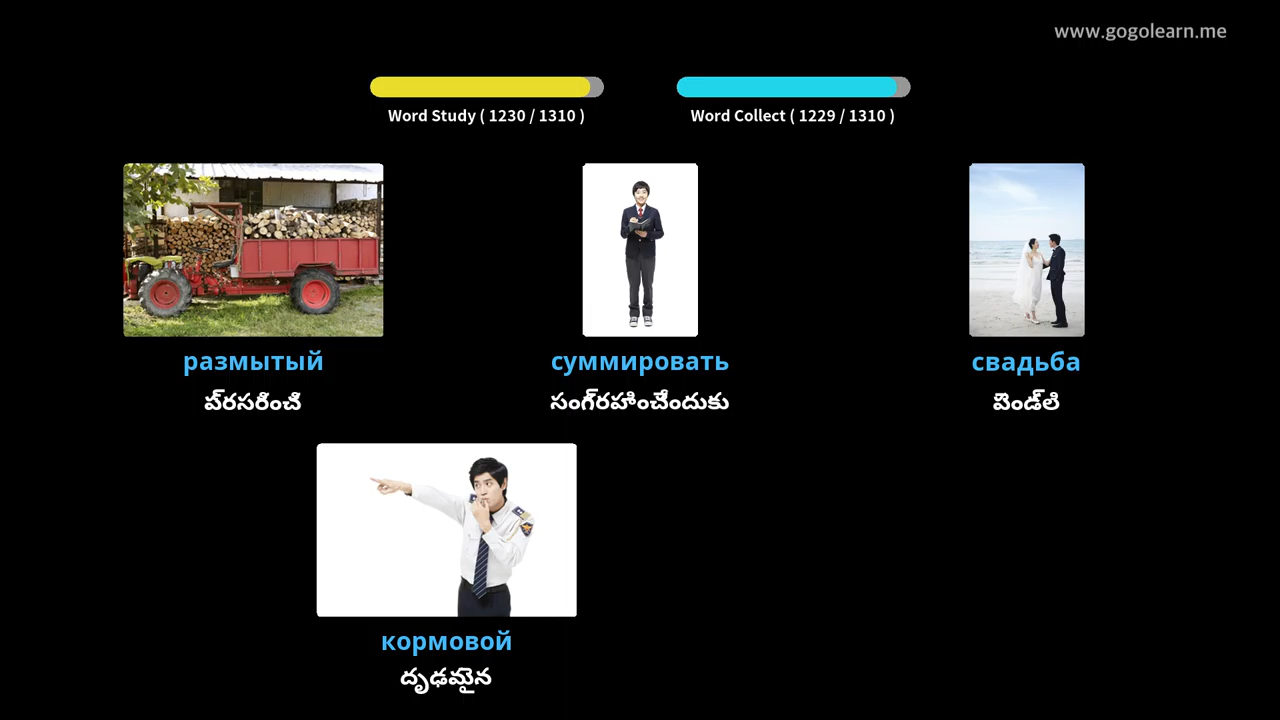 www.gogolearn.me
Word Study ( 1230 / 1310 )
Word Collect ( 1229 / 1310 )
размытый
суммировать
свадьба
ప్రసరించే
సంగ్రహించేందుకు
పెండ్లి
кормовой
దృఢమైన